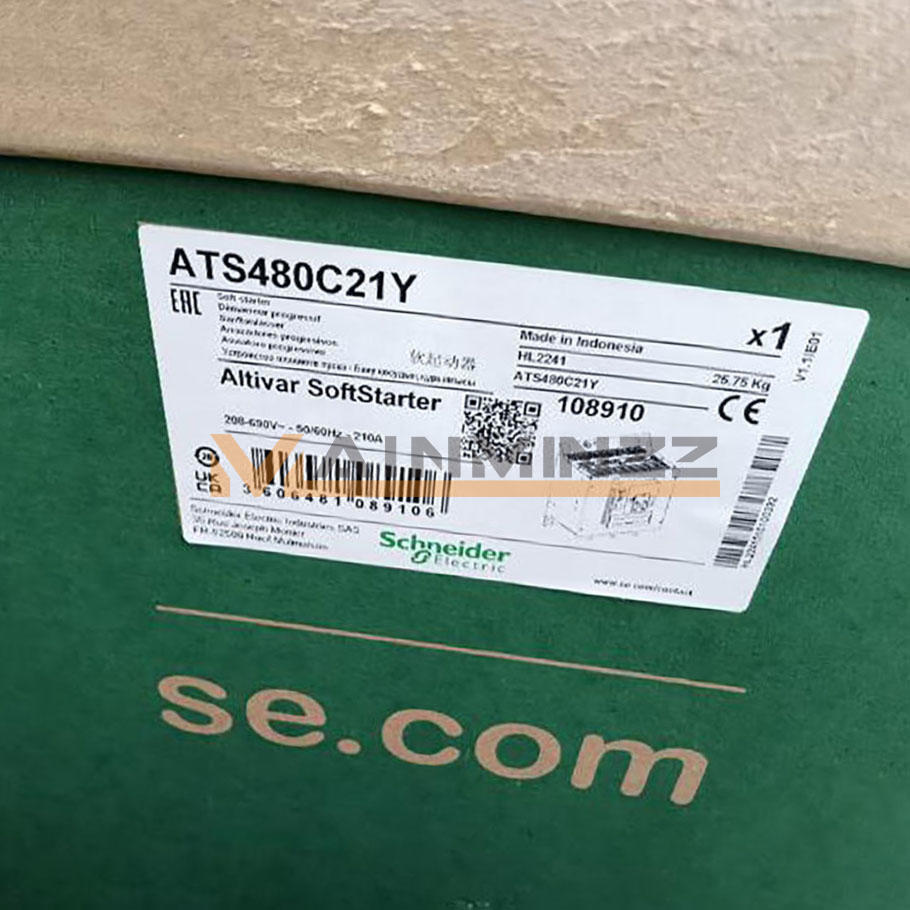 ATS480C21Y
EAC
Soft starter
Démarreur progressif
Sanftanlasser
Arrancadores progresivos
Avviatore progressivo
软起动器
Made in Indonesia
HL2241
ATS480C21Y
25.75 Kg
x1
V1.1IE01
Altivar SoftStarter
108910
CE
208-690V~ - 50/60Hz - 210A
VAINMINTZ
UK
CA
3 606481 089106
Schneider Electric Industries SAS
35 Rue Joseph Monier
FR-92500 Rueil Malmaison
Schneider
Electric
www.se.com/contact
se.com